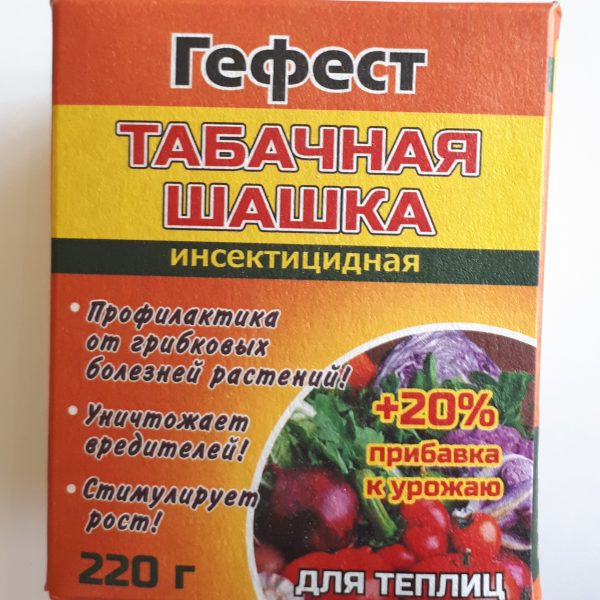 Гефест
ТАБАЧНАЯ
ШАШКА
инсектицидная
• Профилактика
от грибковых
болезней растений!
• Уничтожает
вредителей!
• Стимулирует
рост!
+20%
прибавка
к урожаю
220 г
ДЛЯ ТЕПЛИЦ